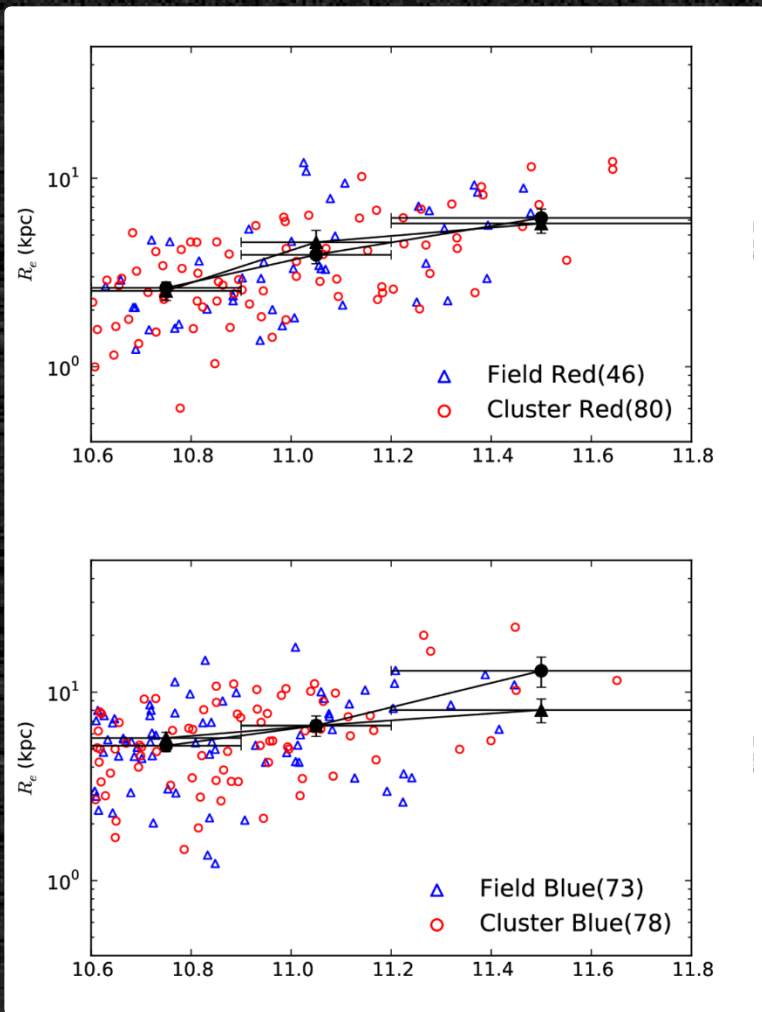 10¹
R_e (kpc)
10⁰
Field Red(46)
Cluster Red(80)
10.6 10.8 11.0 11.2 11.4 11.6 11.8
10¹
R_e (kpc)
10⁰
Field Blue(73)
Cluster Blue(78)
10.6 10.8 11.0 11.2 11.4 11.6 11.8